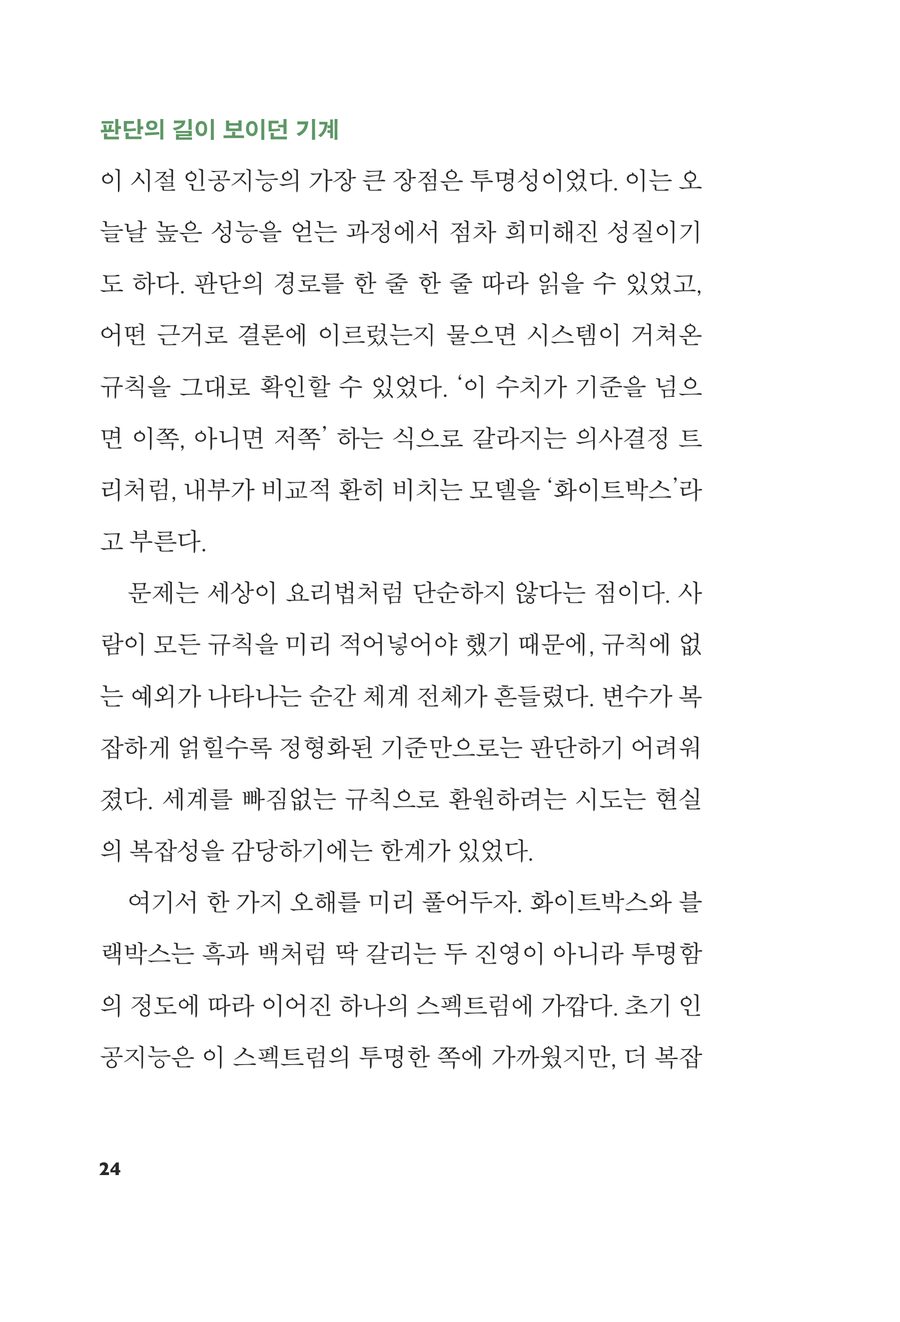 판단의 길이 보이던 기계
이 시절 인공지능의 가장 큰 장점은 투명성이었다. 이는 오
늘날 높은 성능을 얻는 과정에서 점차 희미해진 성질이기
도 하다. 판단의 경로를 한 줄 한 줄 따라 읽을 수 있었고,
어떤 근거로 결론에 이르렀는지 물으면 시스템이 거쳐온
규칙을 그대로 확인할 수 있었다. ‘이 수치가 기준을 넘으
면 이쪽, 아니면 저쪽’ 하는 식으로 갈라지는 의사결정 트
리처럼, 내부가 비교적 환히 비치는 모델을 ‘화이트박스’라
고 부른다.
문제는 세상이 요리법처럼 단순하지 않다는 점이다. 사
람이 모든 규칙을 미리 적어넣어야 했기 때문에, 규칙에 없
는 예외가 나타나는 순간 체계 전체가 흔들렸다. 변수가 복
잡하게 얽힐수록 정형화된 기준만으로는 판단하기 어려워
졌다. 세계를 빠짐없는 규칙으로 환원하려는 시도는 현실
의 복잡성을 감당하기에는 한계가 있었다.
여기서 한 가지 오해를 미리 풀어두자. 화이트박스와 블
랙박스는 흑과 백처럼 딱 갈리는 두 진영이 아니라 투명함
의 정도에 따라 이어진 하나의 스펙트럼에 가깝다. 초기 인
공지능은 이 스펙트럼의 투명한 쪽에 가까웠지만, 더 복잡
24